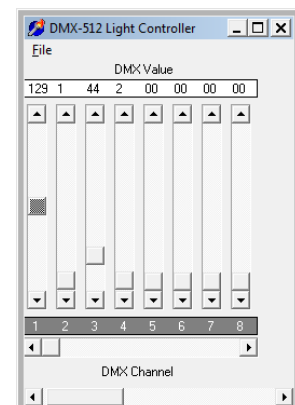 DMX-512 Light Controller
File
DMX Value
129 1 44 2 00 00 00 00
1 2 3 4 5 6 7 8
DMX Channel